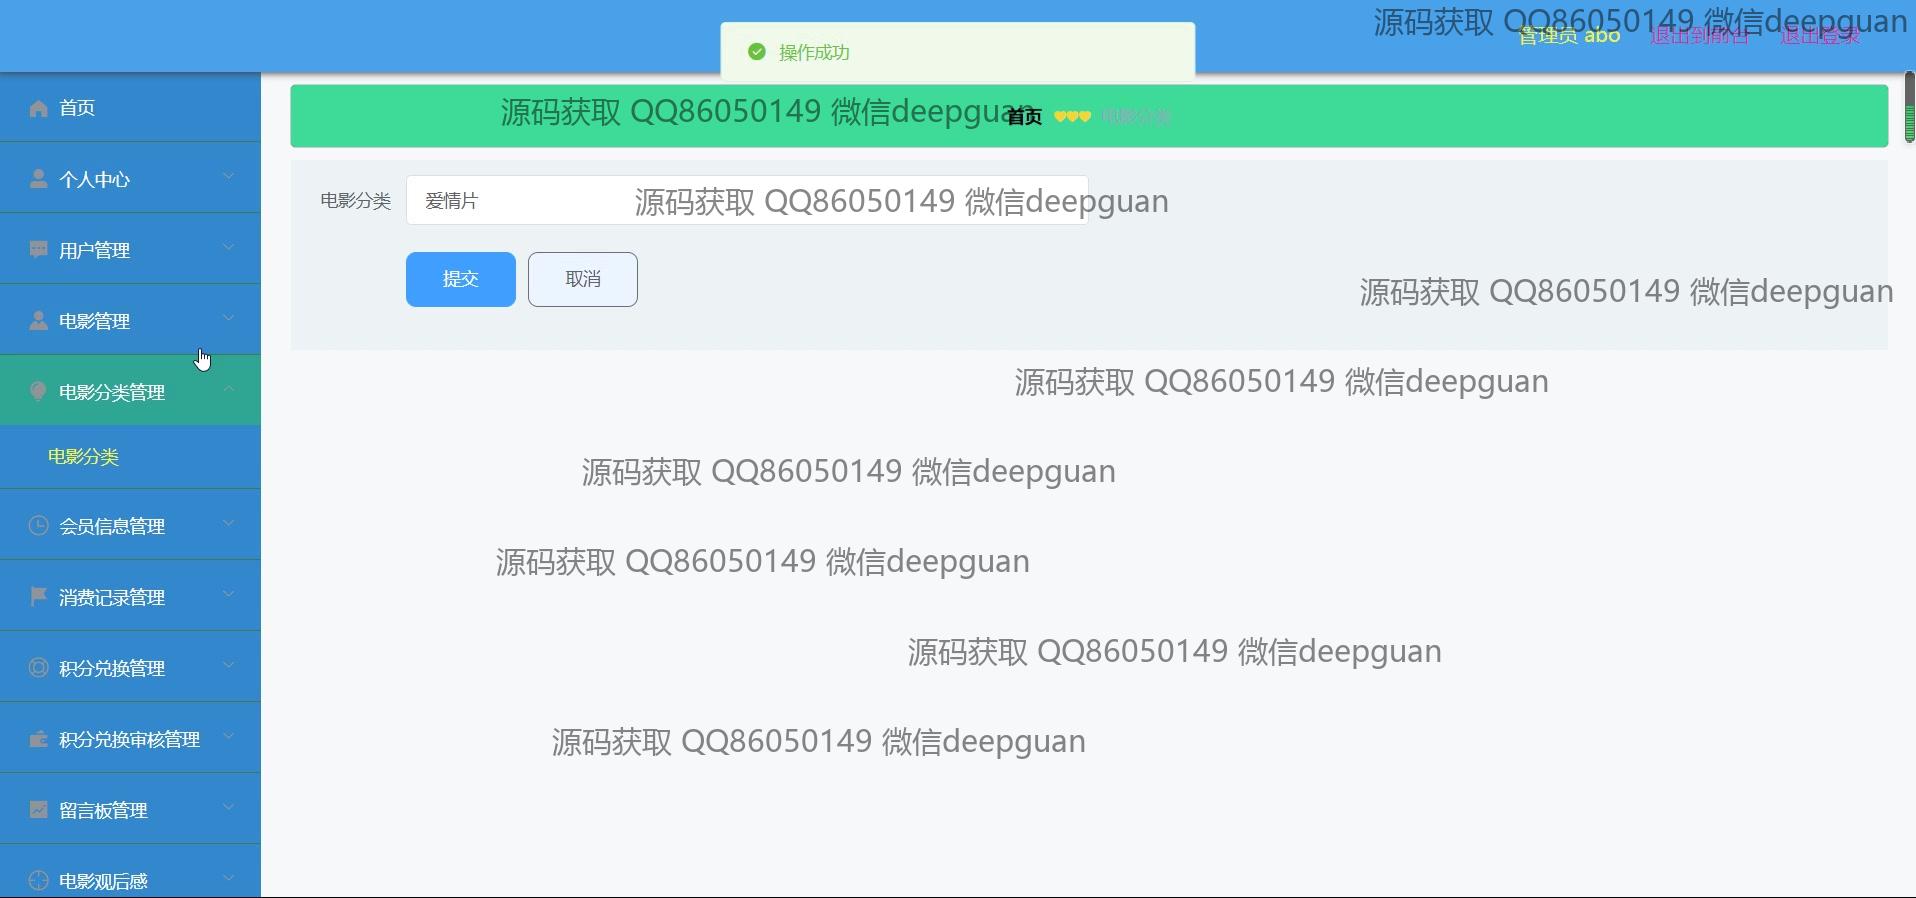 源码获取 QQ86050149 微信deepguan
操作成功
管理员 abo 退出到前台 退出登录
源码获取 QQ86050149 微信deepguan
首页 电影分类
首页
个人中心
用户管理
电影管理
电影分类管理
电影分类
会员信息管理
消费记录管理
积分兑换管理
积分兑换审核管理
留言板管理
电影观后感
电影分类 爱情片
源码获取 QQ86050149 微信deepguan
提交 取消
源码获取 QQ86050149 微信deepguan
源码获取 QQ86050149 微信deepguan
源码获取 QQ86050149 微信deepguan
源码获取 QQ86050149 微信deepguan
源码获取 QQ86050149 微信deepguan
源码获取 QQ86050149 微信deepguan